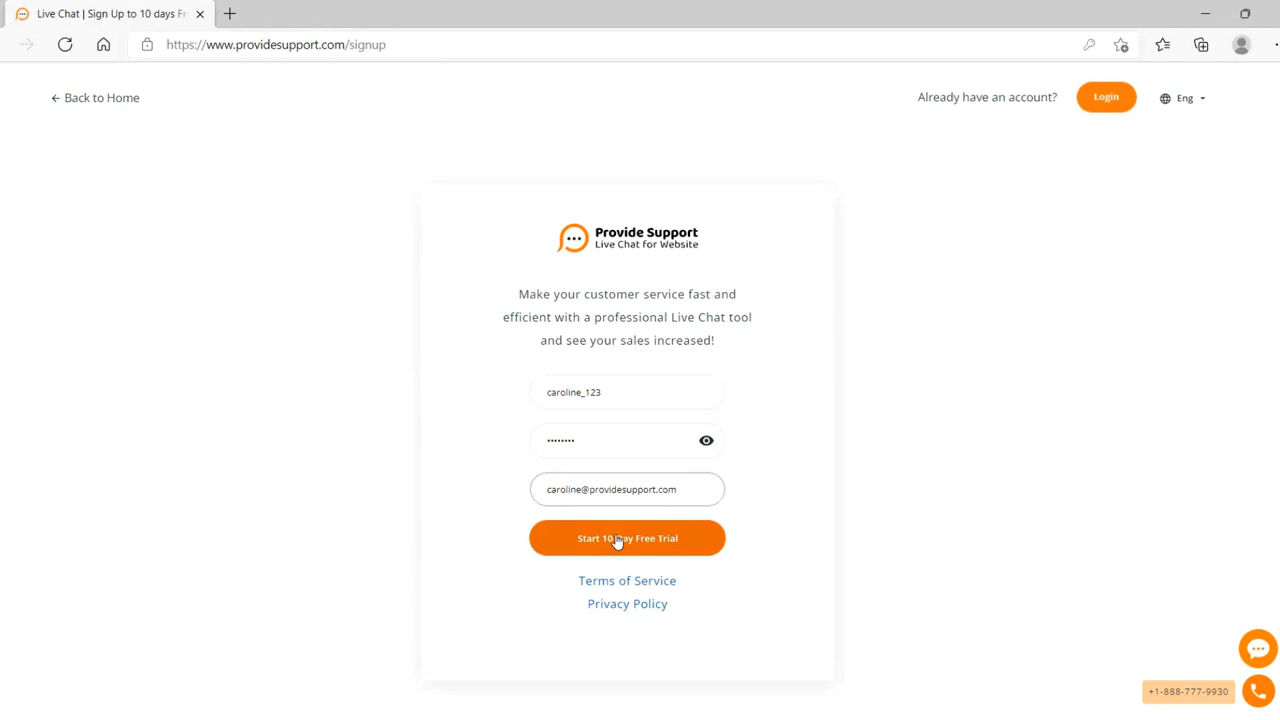 Live Chat | Sign Up to 10 days Fr
https://www.providesupport.com/signup
← Back to Home
Already have an account?
Login
Eng
Provide Support
Live Chat for Website
Make your customer service fast and
efficient with a professional Live Chat tool
and see your sales increased!
caroline_123
••••••••
caroline@providesupport.com
Start 10 Day Free Trial
Terms of Service
Privacy Policy
+1-888-777-9930